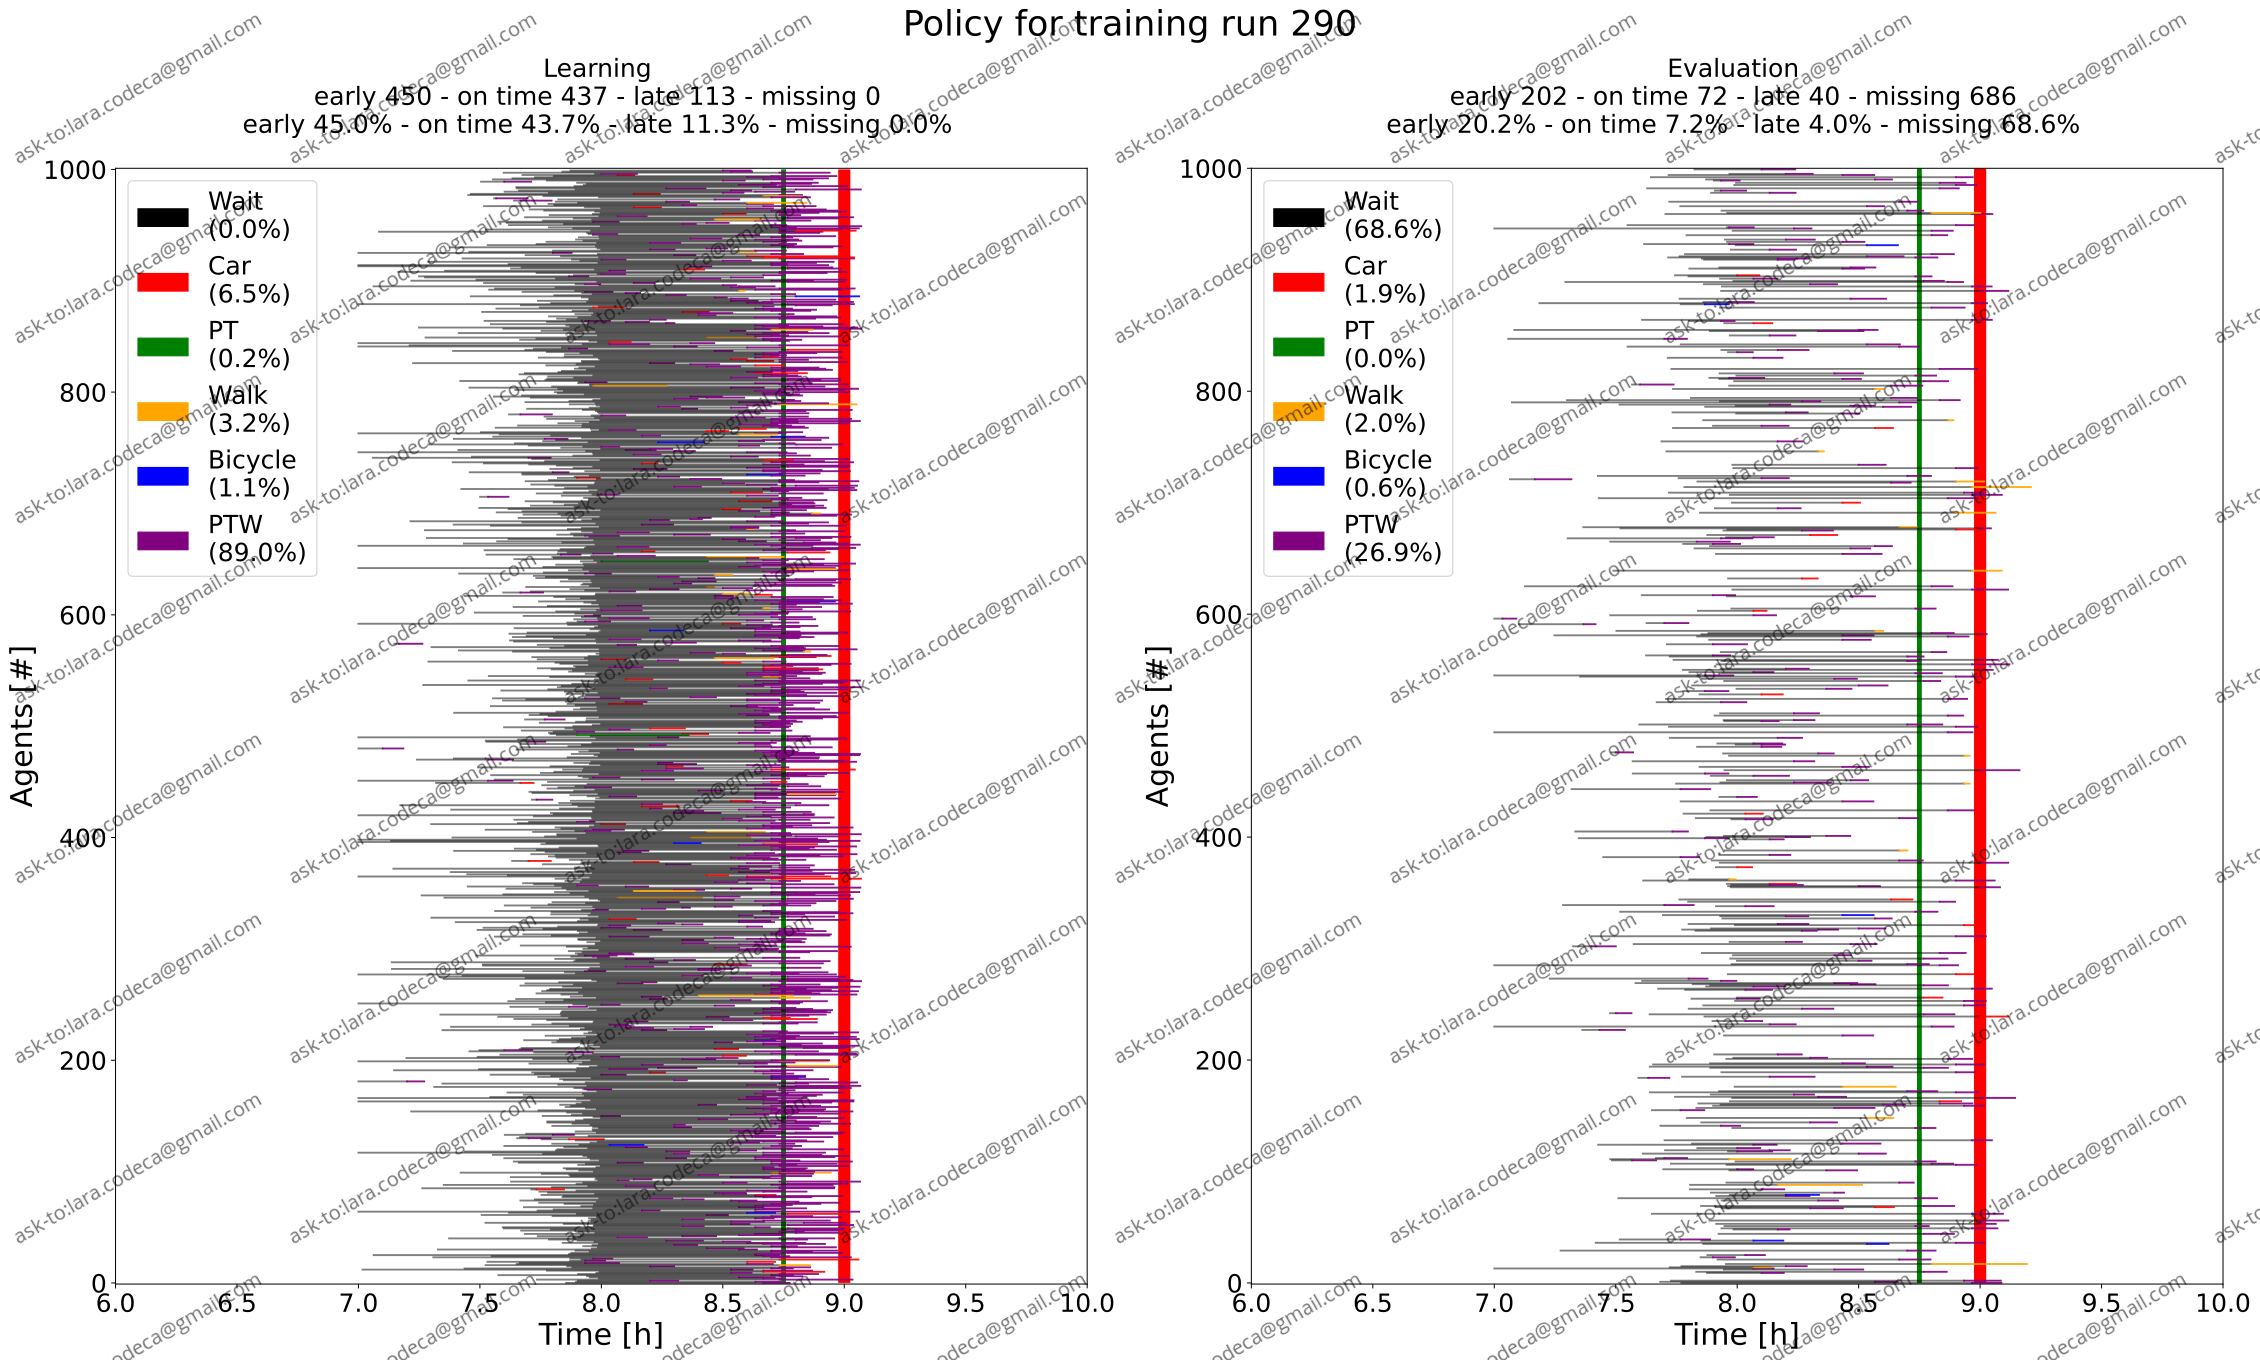 Policy for training run 290
Learning
early 450 - on time 437 - late 113 - missing 0
early 45.0% - on time 43.7% - late 11.3% - missing 0.0%
1000
800
600
400
200
0
Agents [#]
Wait
(0.0%)
Car
(6.5%)
PT
(0.2%)
Walk
(3.2%)
Bicycle
(1.1%)
PTW
(89.0%)
6.0 6.5 7.0 7.5 8.0 8.5 9.0 9.5 10.0
Time [h]
Evaluation
early 202 - on time 72 - late 40 - missing 686
early 20.2% - on time 7.2% - late 4.0% - missing 68.6%
1000
800
600
400
200
0
Agents [#]
Wait
(68.6%)
Car
(1.9%)
PT
(0.0%)
Walk
(2.0%)
Bicycle
(0.6%)
PTW
(26.9%)
6.0 6.5 7.0 7.5 8.0 8.5 9.0 9.5 10.0
Time [h]
ask-to:lara.codeca@gmail.com